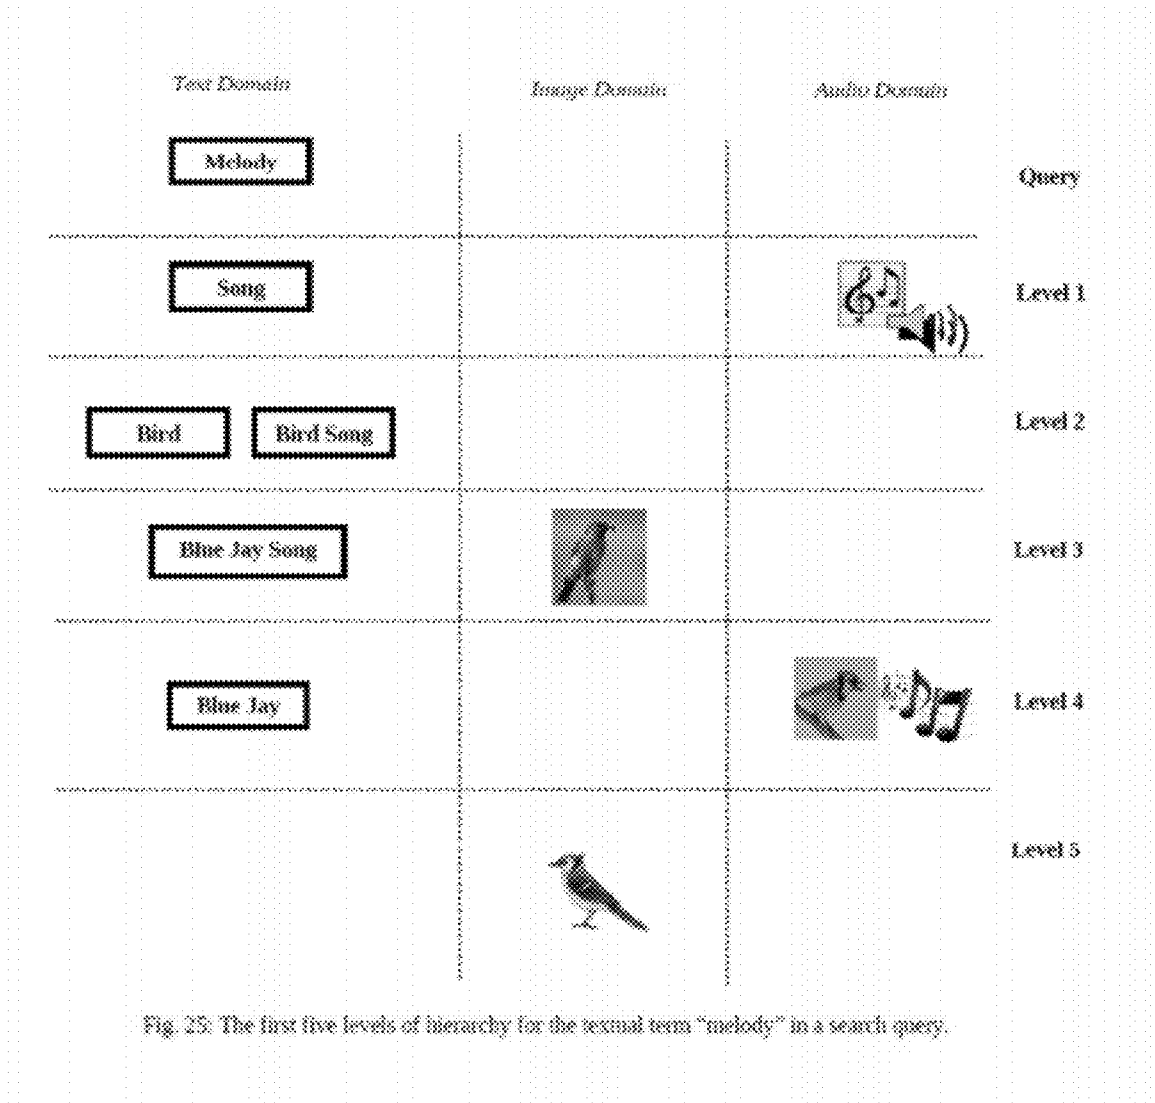 Text Domain
Image Domain
Audio Domain
Melody
Query
Song
Level 1
Bird
Bird Song
Level 2
Blue Jay Song
Level 3
Blue Jay
Level 4
Level 5
Fig. 25: The first five levels of hierarchy for the textual term “melody” in a search query.